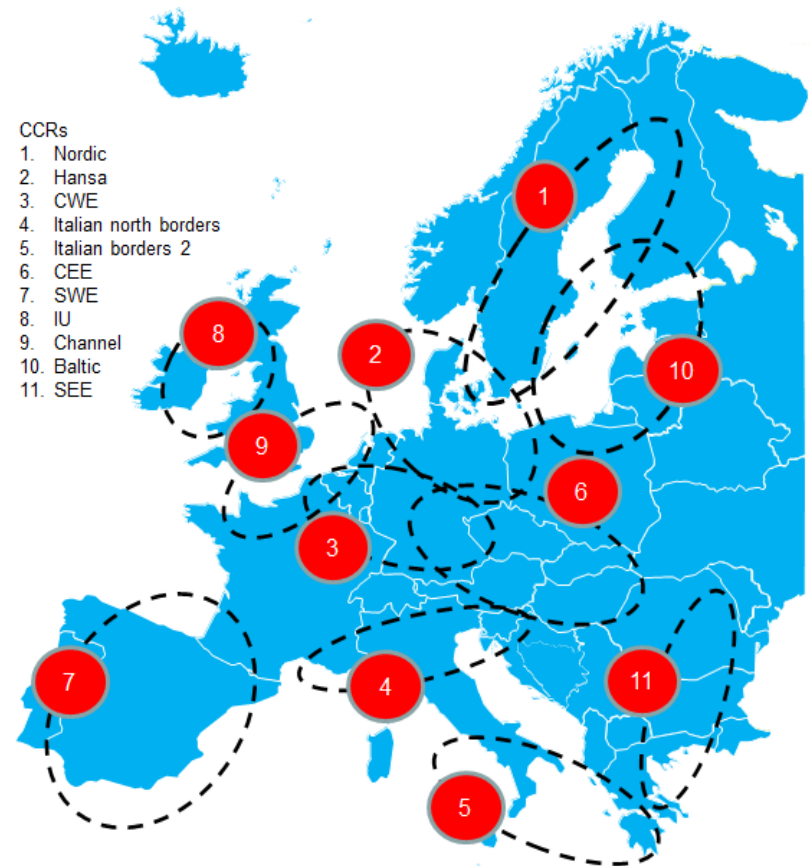 CCRs
1. Nordic
2. Hansa
3. CWE
4. Italian north borders
5. Italian borders 2
6. CEE
7. SWE
8. IU
9. Channel
10. Baltic
11. SEE
1
8
2
10
9
6
3
7
4
11
5